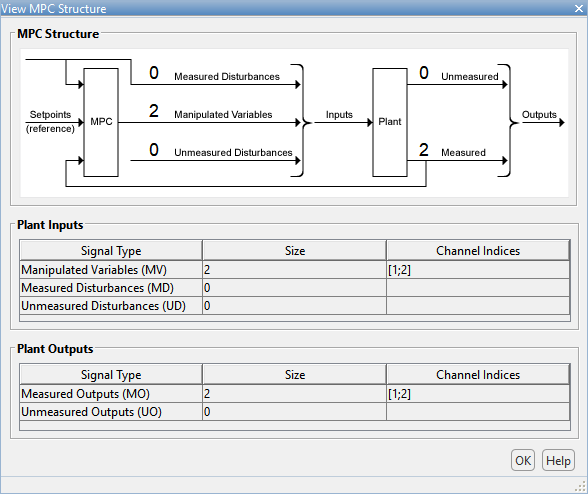 View MPC Structure
MPC Structure
0 Measured Disturbances
0 Unmeasured
Setpoints
(reference)
MPC
2 Manipulated Variables
Inputs
Plant
Outputs
0 Unmeasured Disturbances
2 Measured
Plant Inputs
Signal Type Size Channel Indices
Manipulated Variables (MV) 2 [1;2]
Measured Disturbances (MD) 0
Unmeasured Disturbances (UD) 0
Plant Outputs
Signal Type Size Channel Indices
Measured Outputs (MO) 2 [1;2]
Unmeasured Outputs (UO) 0
OK Help